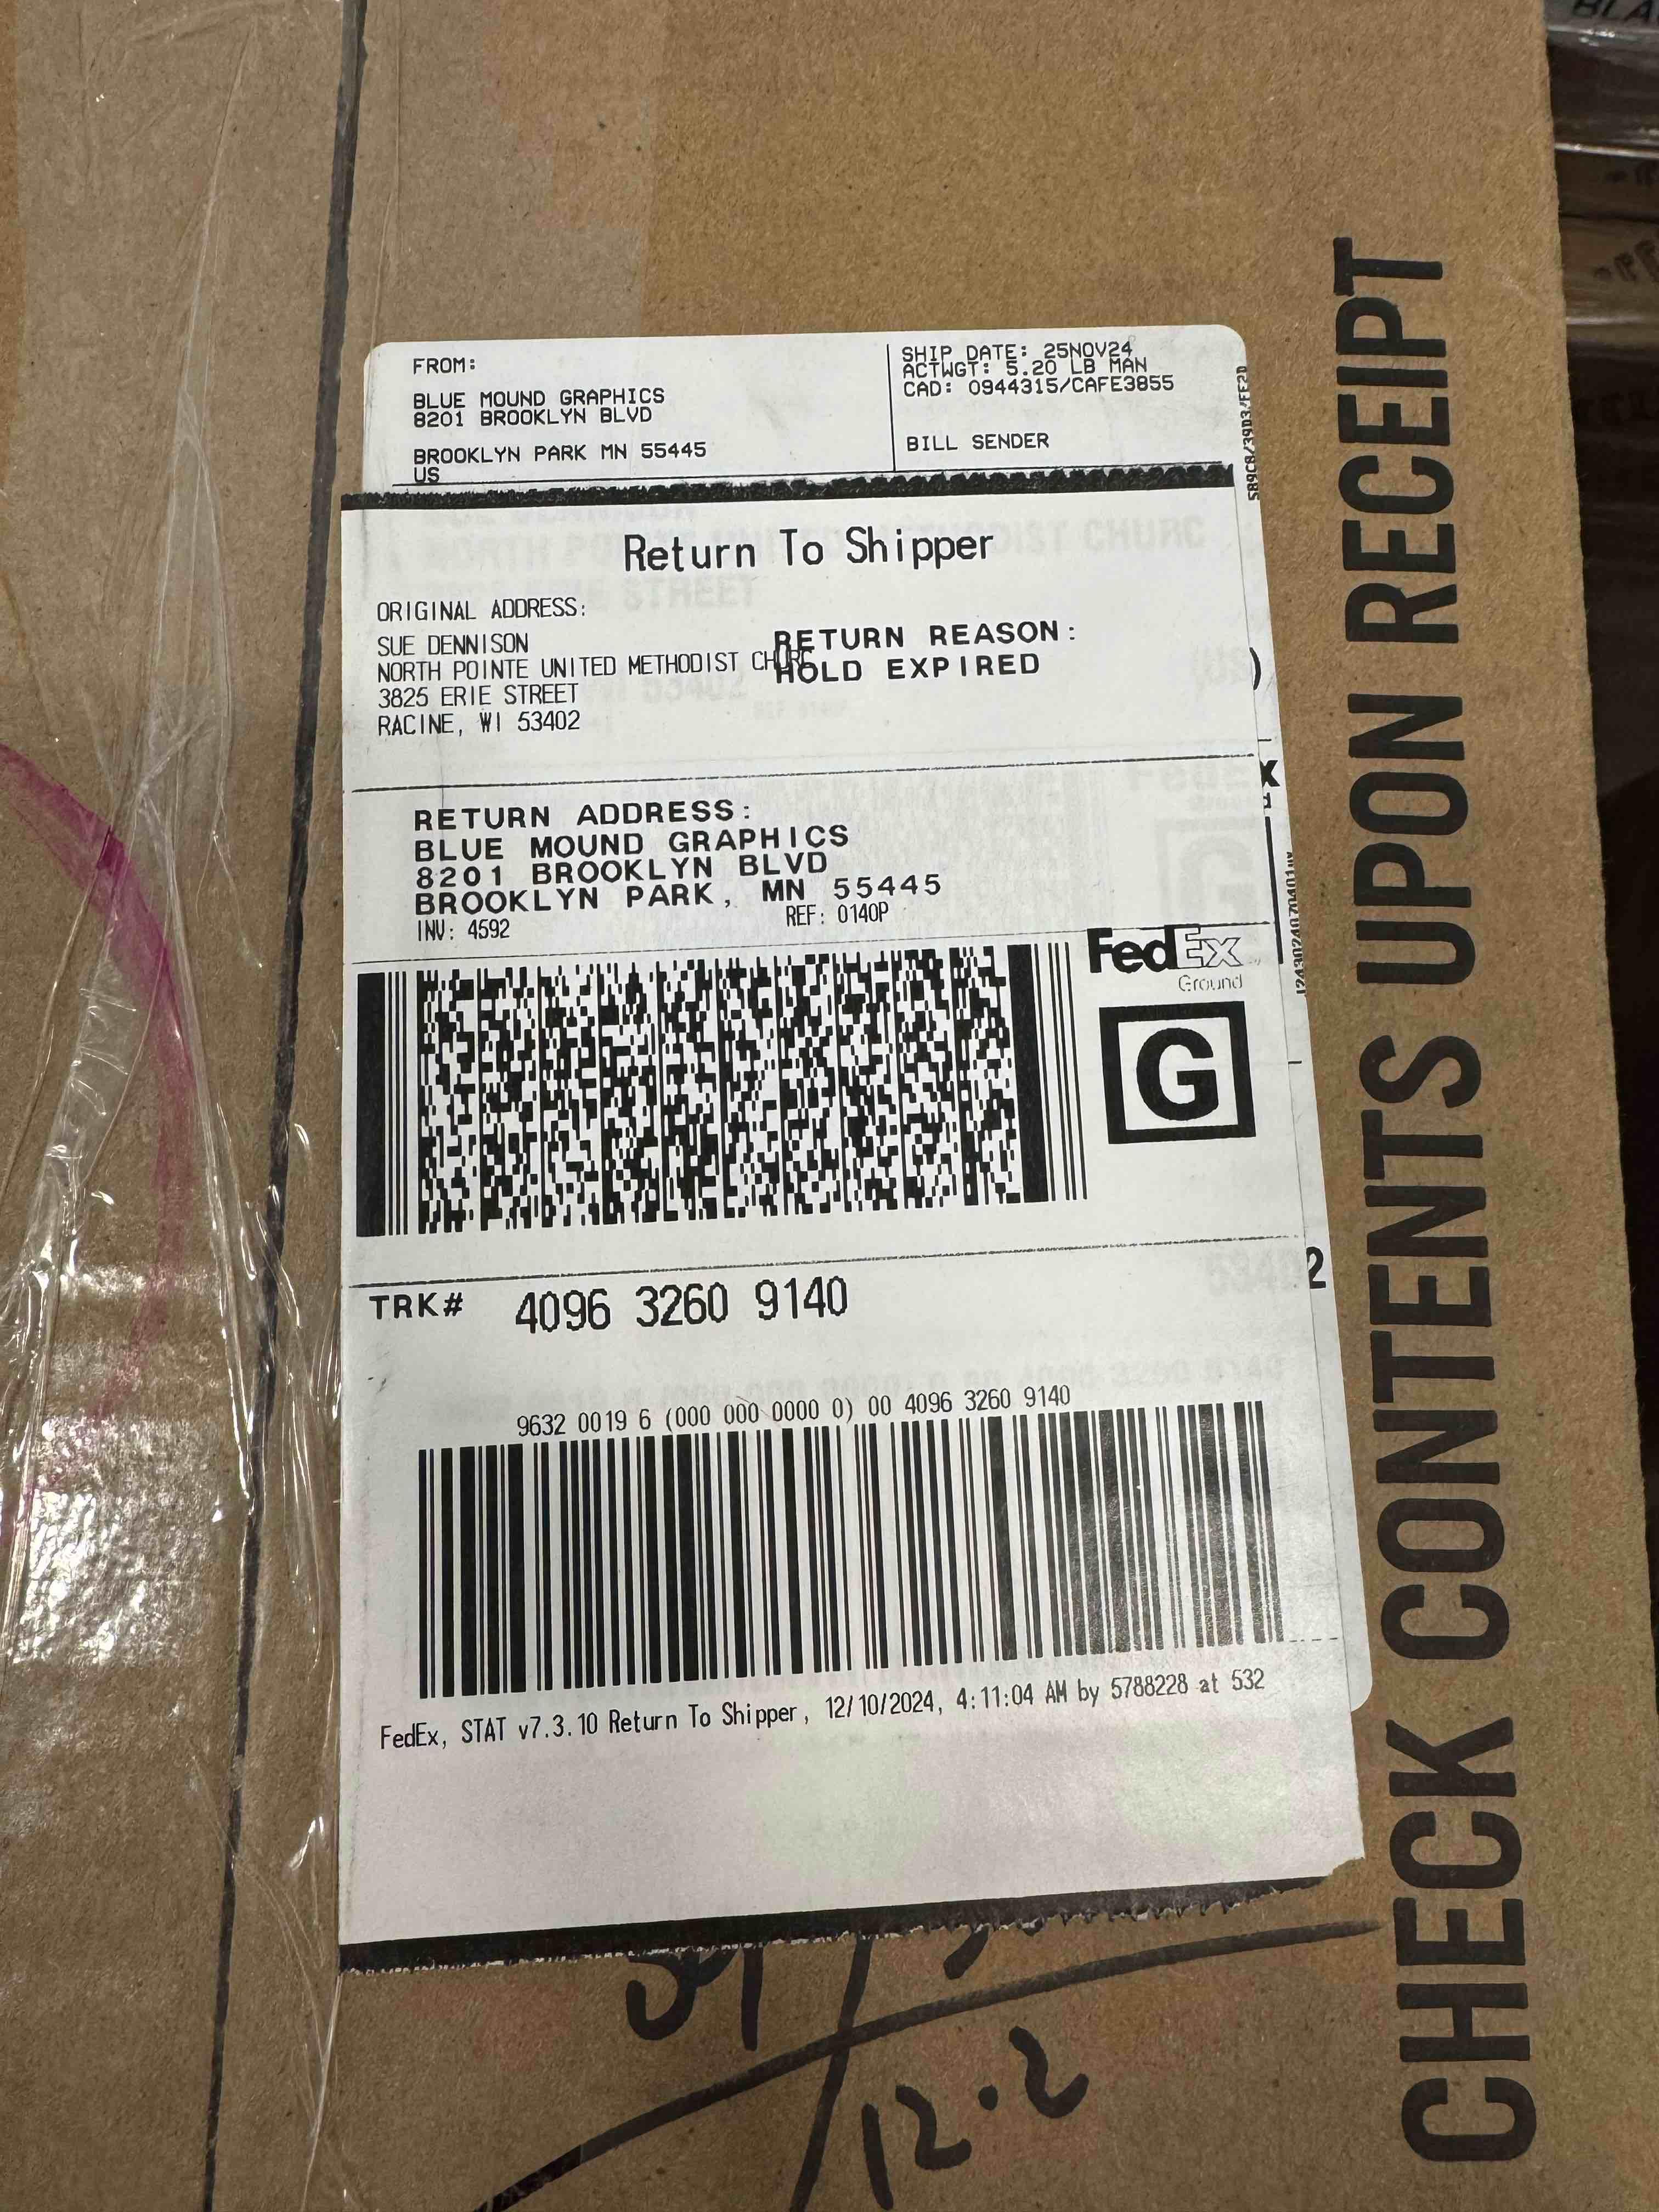 FROM:
BLUE MOUND GRAPHICS
8201 BROOKLYN BLVD
BROOKLYN PARK MN 55445
US
SHIP DATE: 25NOV24
ACTWGT: 5.20 LB MAN
CAD: 0944315/CAFE3855
BILL SENDER
589C8/39D3/FE2D
Return To Shipper
ORIGINAL ADDRESS:
SUE DENNISON
NORTH POINTE UNITED METHODIST CHURC
3825 ERIE STREET
RACINE, WI 53402
RETURN REASON:
HOLD EXPIRED
RETURN ADDRESS:
BLUE MOUND GRAPHICS
8201 BROOKLYN BLVD
BROOKLYN PARK, MN 55445
INV: 4592
REF: 0140P
FedEx
Ground
G
TRK# 4096 3260 9140
2
9632 0019 6 (000 000 0000 0) 00 4096 3260 9140
FedEx, STAT v7.3.10 Return To Shipper, 12/10/2024, 4:11:04 AM by 5788228 at 532
12.2
CHECK CONTENTS UPON RECEIPT